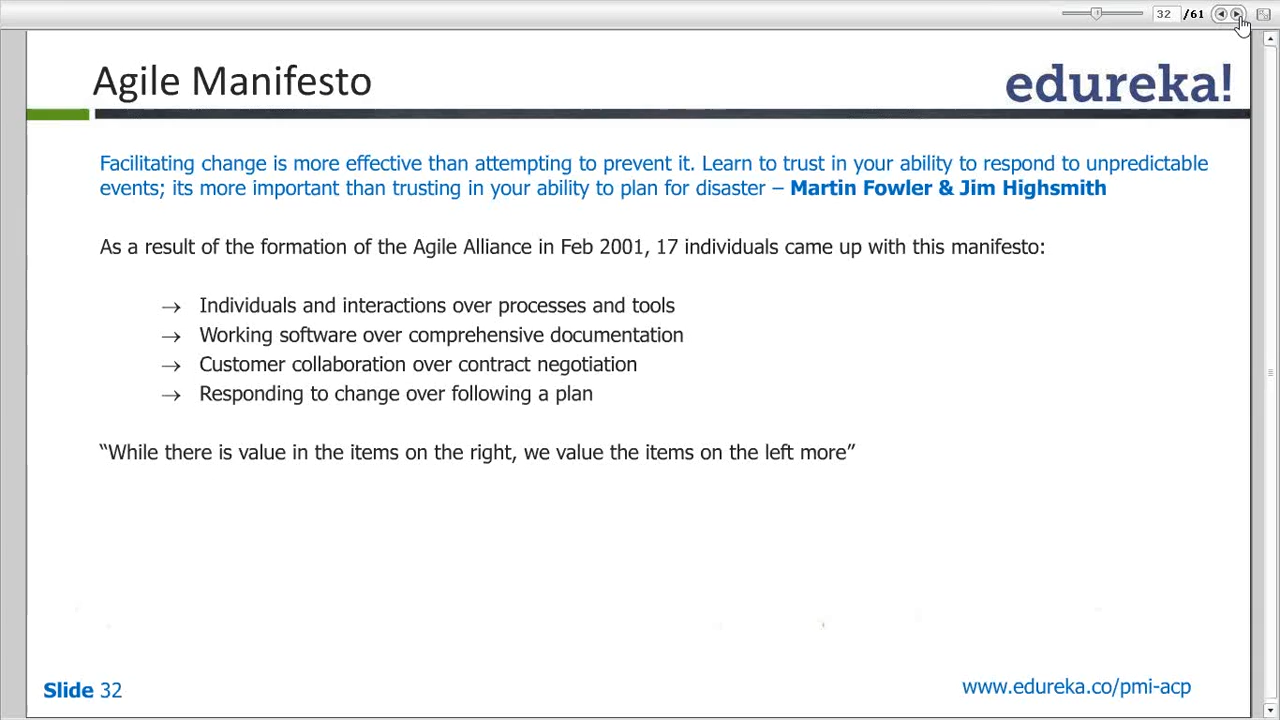 32 /61
Agile Manifesto
edureka!
Facilitating change is more effective than attempting to prevent it. Learn to trust in your ability to respond to unpredictable
events; its more important than trusting in your ability to plan for disaster – Martin Fowler & Jim Highsmith
As a result of the formation of the Agile Alliance in Feb 2001, 17 individuals came up with this manifesto:
→ Individuals and interactions over processes and tools
→ Working software over comprehensive documentation
→ Customer collaboration over contract negotiation
→ Responding to change over following a plan
“While there is value in the items on the right, we value the items on the left more”
Slide 32
www.edureka.co/pmi-acp